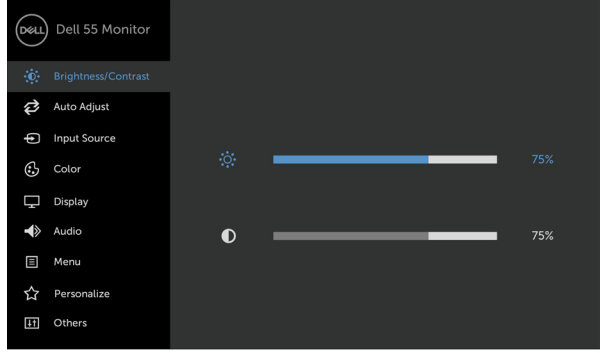 DELL Dell 55 Monitor
Brightness/Contrast
Auto Adjust
Input Source
75%
Color
Display
Audio
75%
Menu
Personalize
Others